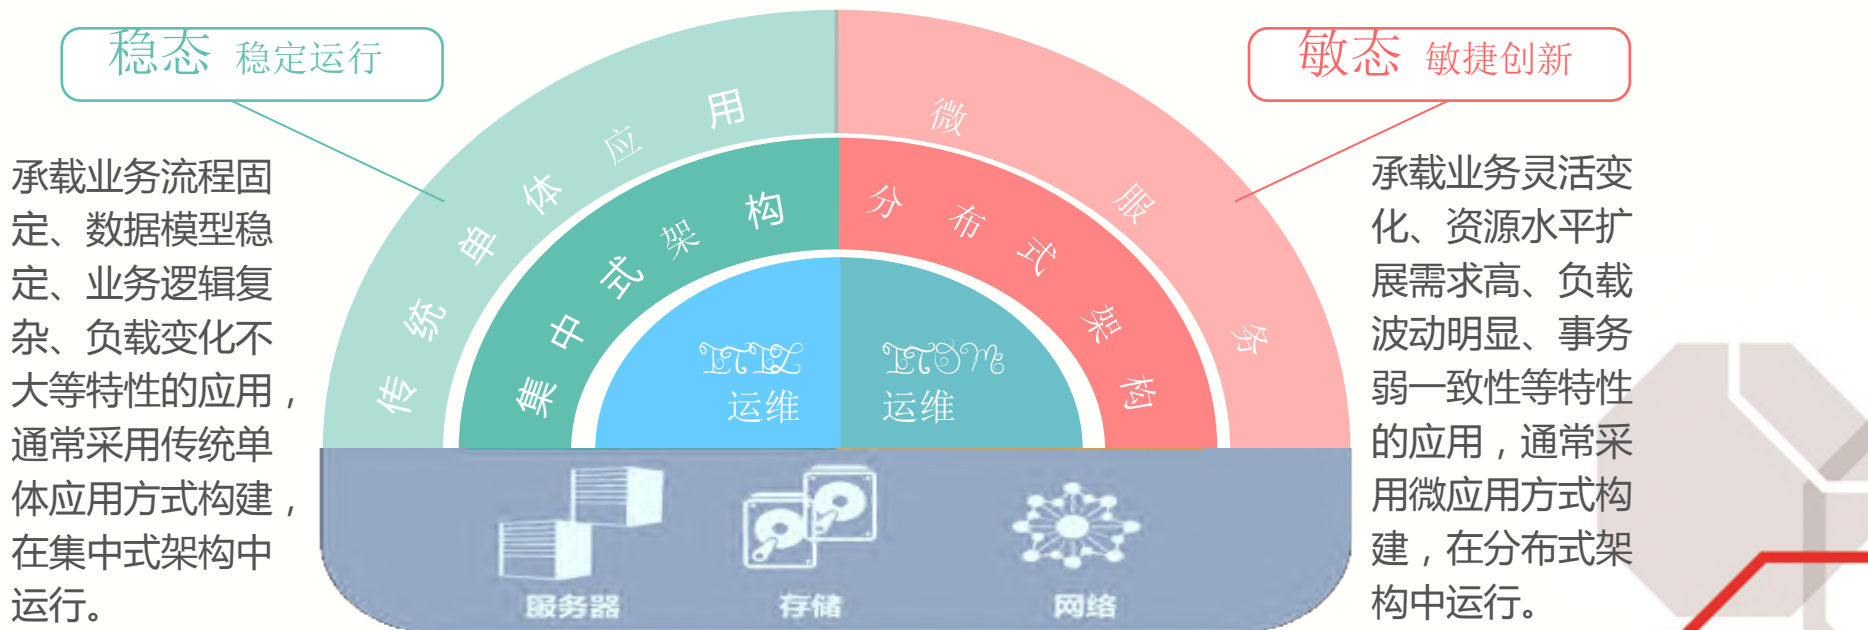 稳态 稳定运行
敏态 敏捷创新
承载业务流程固
定、数据模型稳
定、业务逻辑复
杂、负载变化不
大等特性的应用，
通常采用传统单
体应用方式构建，
在集中式架构中
运行。
传统单体应用
微服务
集中式架构
分布式架构
ITIL
运维
ITOM
运维
服务器
存储
网络
承载业务灵活变
化、资源水平扩
展需求高、负载
波动明显、事务
弱一致性等特性
的应用，通常采
用微应用方式构
建，在分布式架
构中运行。